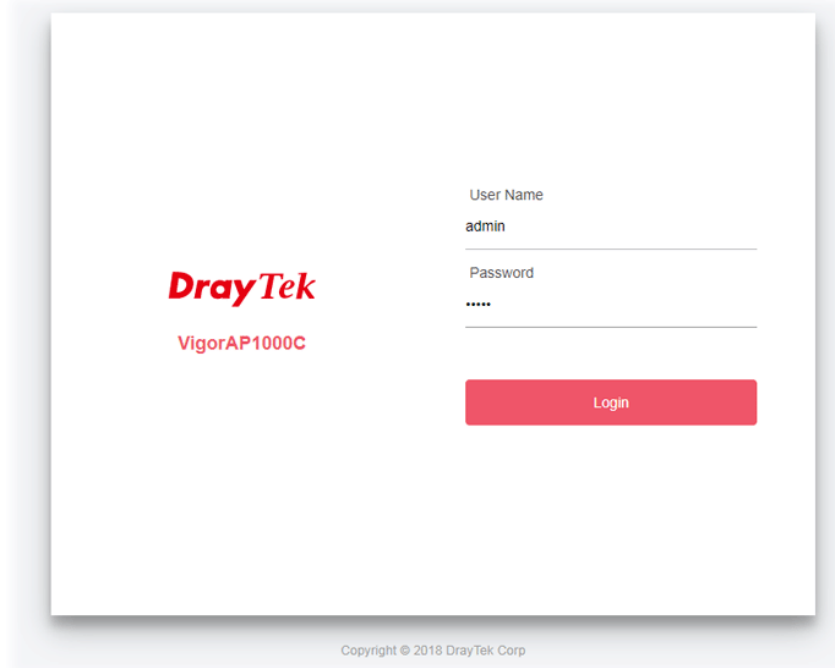 User Name
admin
Password
•••••
DrayTek
VigorAP1000C
Login
Copyright © 2018 DrayTek Corp